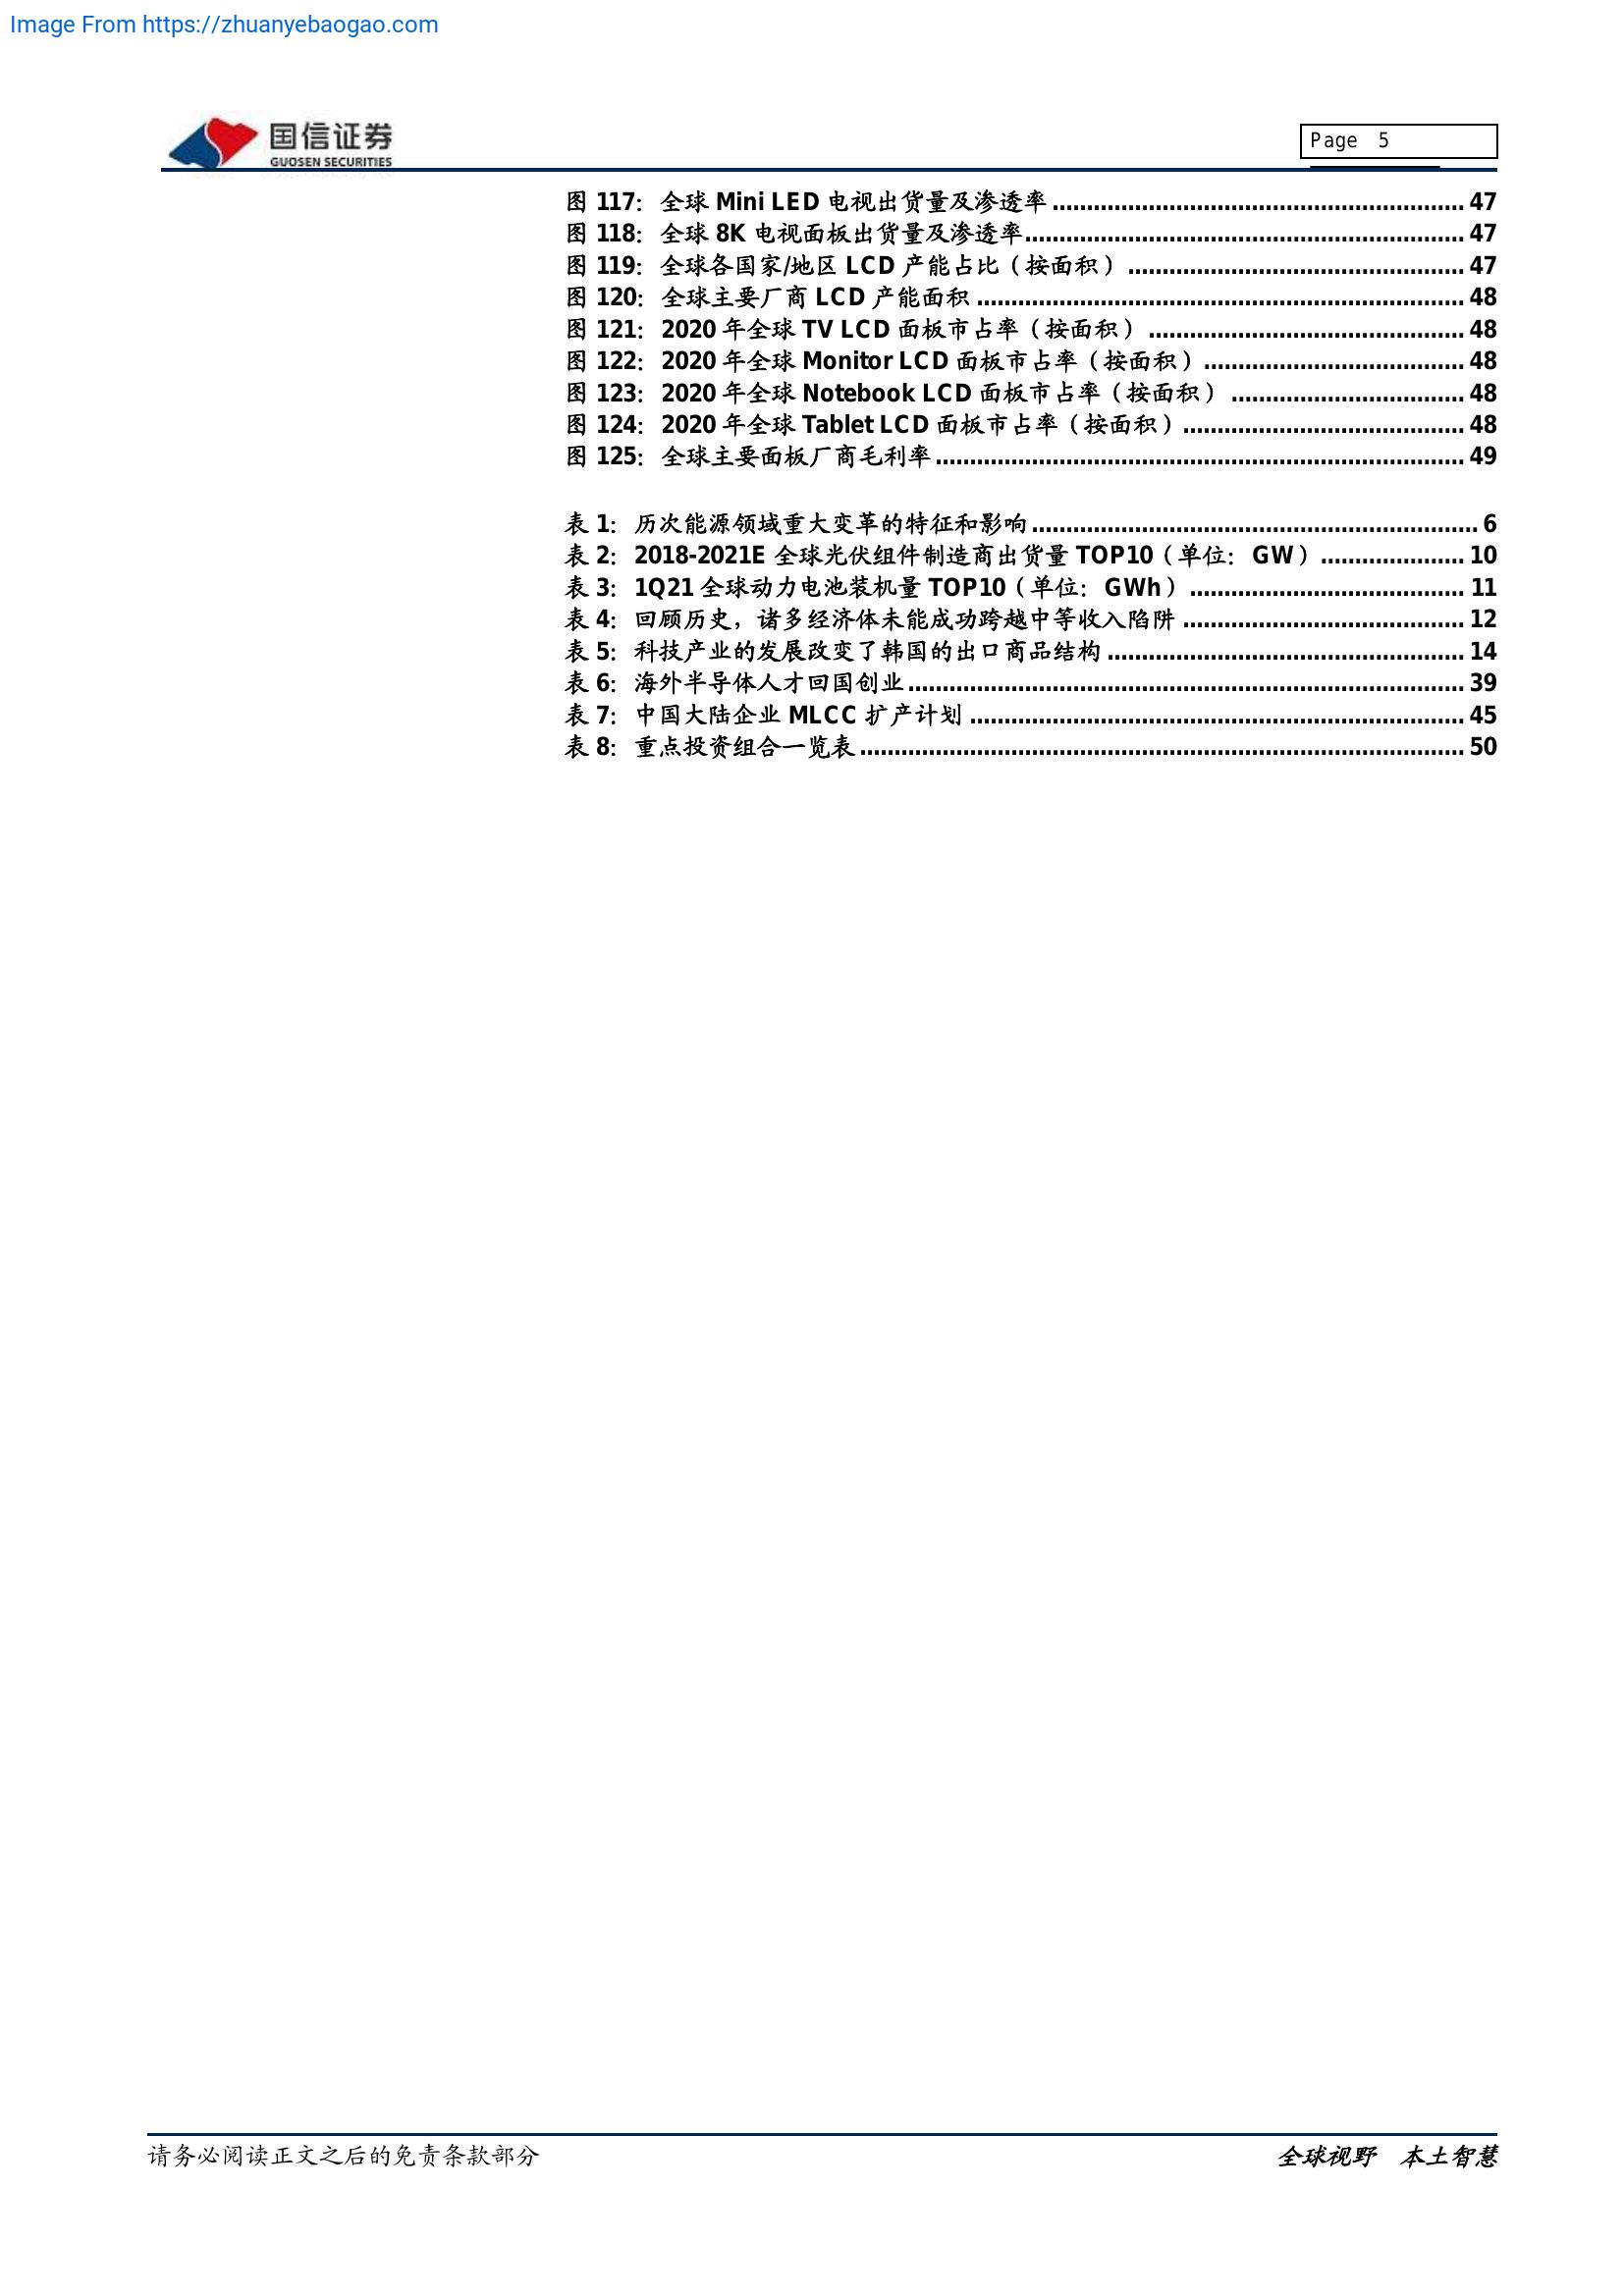 Image From https://zhuanyebaogao.com
国信证券
GUOSEN SECURITIES
Page 5
图 117：全球 Mini LED 电视出货量及渗透率 ............................................................ 47
图 118：全球 8K 电视面板出货量及渗透率 ............................................................ 47
图 119：全球各国家/地区 LCD 产能占比（按面积） ................................................. 47
图 120：全球主要厂商 LCD 产能面积 ....................................................................... 48
图 121：2020 年全球 TV LCD 面板市占率（按面积） .............................................. 48
图 122：2020 年全球 Monitor LCD 面板市占率（按面积） ...................................... 48
图 123：2020 年全球 Notebook LCD 面板市占率（按面积） .................................. 48
图 124：2020 年全球 Tablet LCD 面板市占率（按面积） ......................................... 48
图 125：全球主要面板厂商毛利率 ............................................................................. 49
表 1：历次能源领域重大变革的特征和影响 ................................................................. 6
表 2：2018-2021E 全球光伏组件制造商出货量 TOP10（单位：GW） ..................... 10
表 3：1Q21 全球动力电池装机量 TOP10（单位：GWh） ........................................ 11
表 4：回顾历史，诸多经济体未能成功跨越中等收入陷阱 ......................................... 12
表 5：科技产业的发展改变了韩国的出口商品结构 .................................................... 14
表 6：海外半导体人才回国创业 ................................................................................. 39
表 7：中国大陆企业 MLCC 扩产计划 ........................................................................ 45
表 8：重点投资组合一览表 ........................................................................................ 50
请务必阅读正文之后的免责条款部分
全球视野 本土智慧